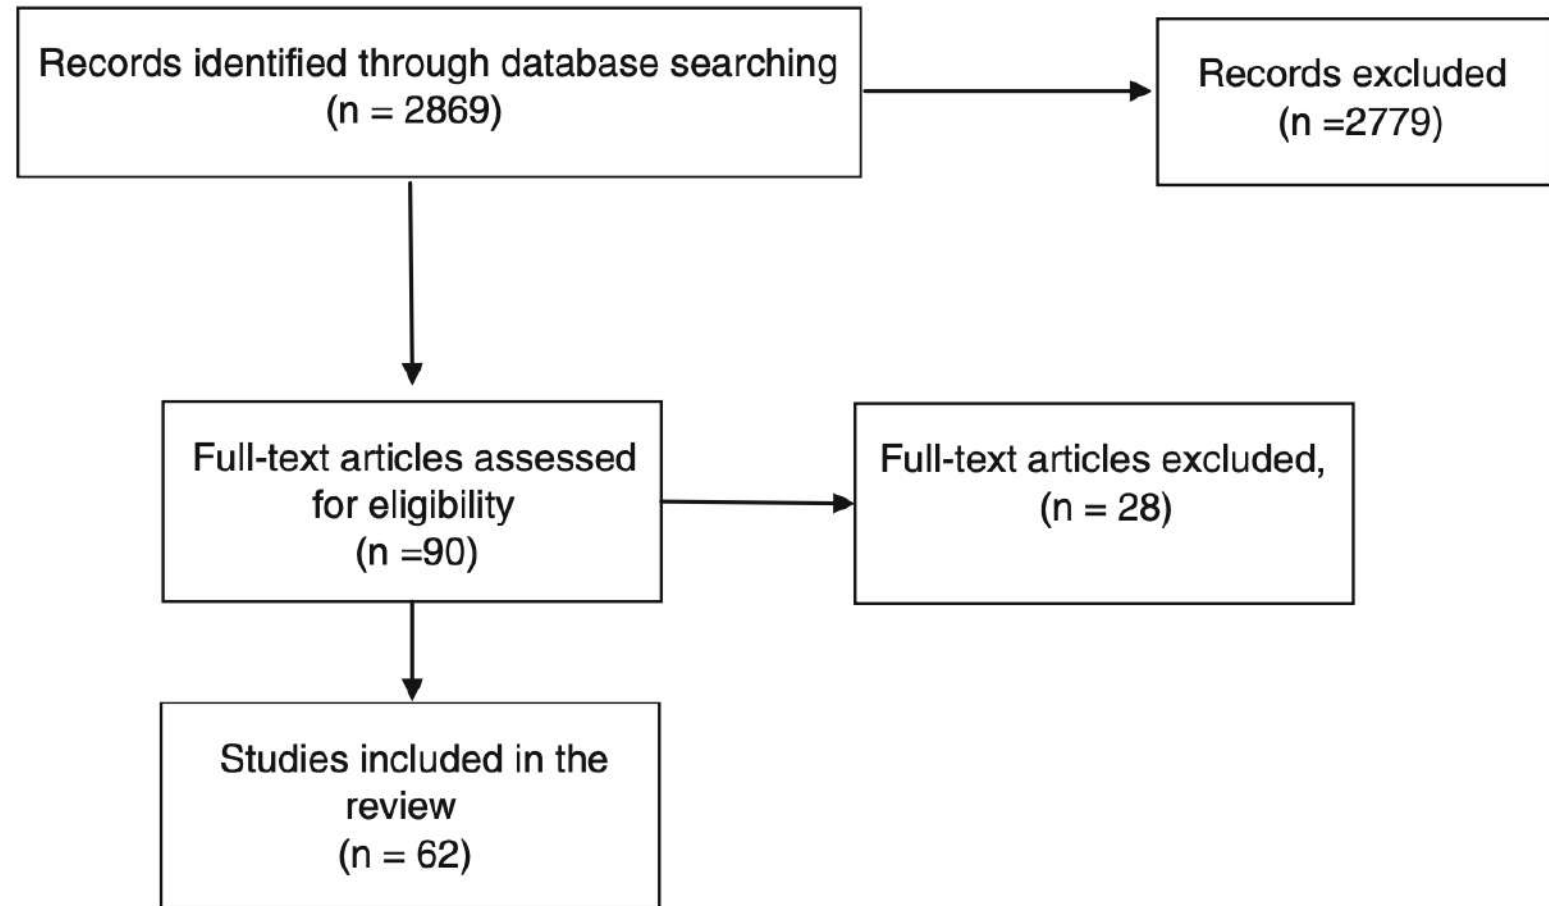 Records identified through database searching
(n = 2869)
Records excluded
(n =2779)
Full-text articles assessed
for eligibility
(n =90)
Full-text articles excluded,
(n = 28)
Studies included in the
review
(n = 62)